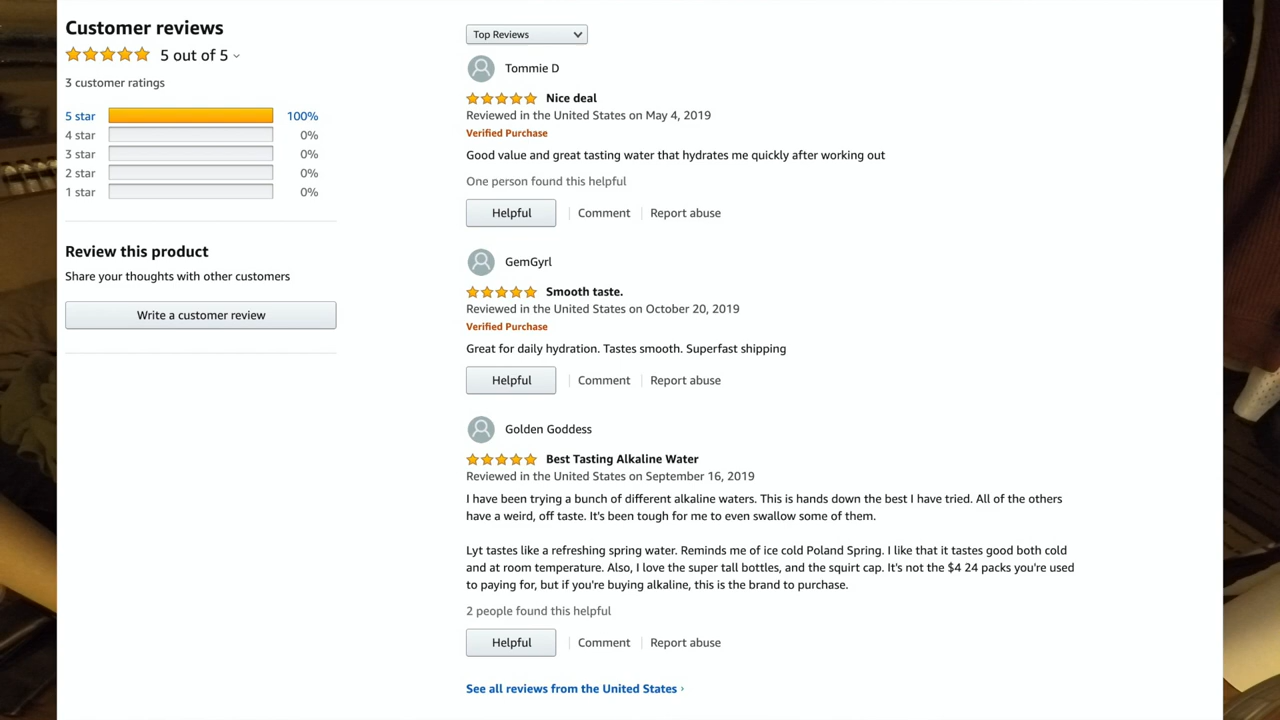 Customer reviews
5 out of 5
3 customer ratings
5 star 100%
4 star 0%
3 star 0%
2 star 0%
1 star 0%
Review this product
Share your thoughts with other customers
Write a customer review
Top Reviews
Tommie D
Nice deal
Reviewed in the United States on May 4, 2019
Verified Purchase
Good value and great tasting water that hydrates me quickly after working out
One person found this helpful
Helpful Comment Report abuse
GemGyrl
Smooth taste.
Reviewed in the United States on October 20, 2019
Verified Purchase
Great for daily hydration. Tastes smooth. Superfast shipping
Helpful Comment Report abuse
Golden Goddess
Best Tasting Alkaline Water
Reviewed in the United States on September 16, 2019
I have been trying a bunch of different alkaline waters. This is hands down the best I have tried. All of the others
have a weird, off taste. It's been tough for me to even swallow some of them.
Lyt tastes like a refreshing spring water. Reminds me of ice cold Poland Spring. I like that it tastes good both cold
and at room temperature. Also, I love the super tall bottles, and the squirt cap. It's not the $4 24 packs you're used
to paying for, but if you're buying alkaline, this is the brand to purchase.
2 people found this helpful
Helpful Comment Report abuse
See all reviews from the United States ›